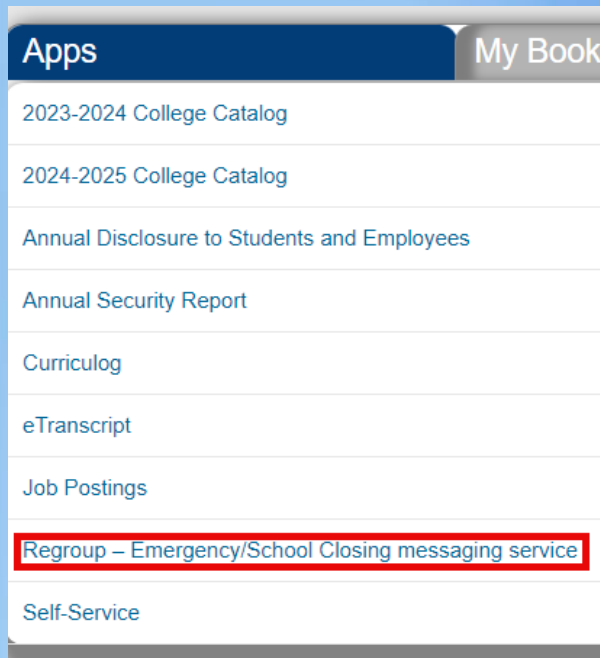 Apps
My Book
2023-2024 College Catalog
2024-2025 College Catalog
Annual Disclosure to Students and Employees
Annual Security Report
Curriculog
eTranscript
Job Postings
Regroup – Emergency/School Closing messaging service
Self-Service